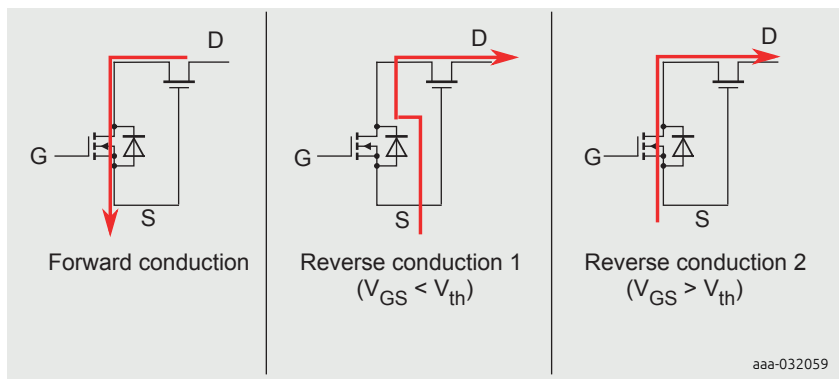 D
G
S
Forward conduction
D
G
S
Reverse conduction 1
(VGS < Vth)
D
G
S
Reverse conduction 2
(VGS > Vth)
aaa-032059